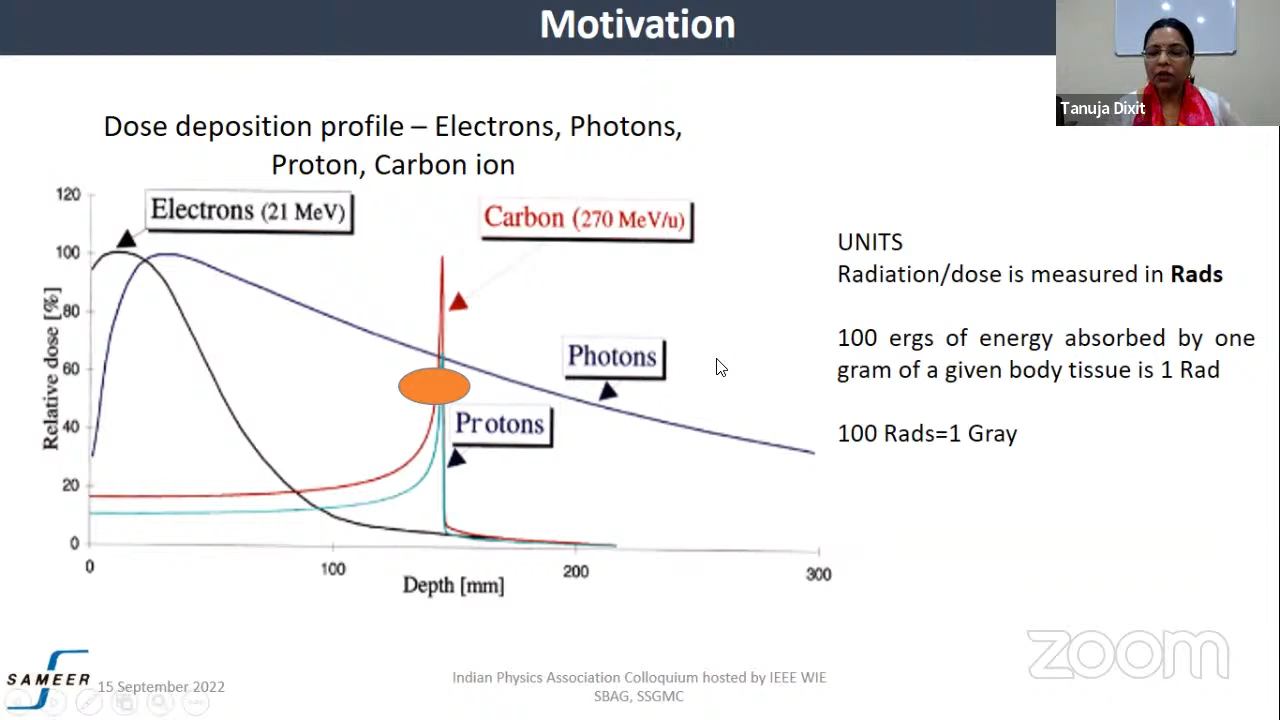 Motivation
Tanuja Dixit
Dose deposition profile – Electrons, Photons,
Proton, Carbon ion
120
100
80
60
40
20
0
Relative dose [%]
Electrons (21 MeV)
Carbon (270 MeV/u)
Photons
Protons
0
100
200
300
Depth [mm]
UNITS
Radiation/dose is measured in Rads
100 ergs of energy absorbed by one
gram of a given body tissue is 1 Rad
100 Rads=1 Gray
SAMEER
15 September 2022
Indian Physics Association Colloquium hosted by IEEE WIE
SBAG, SSGMC
zoom